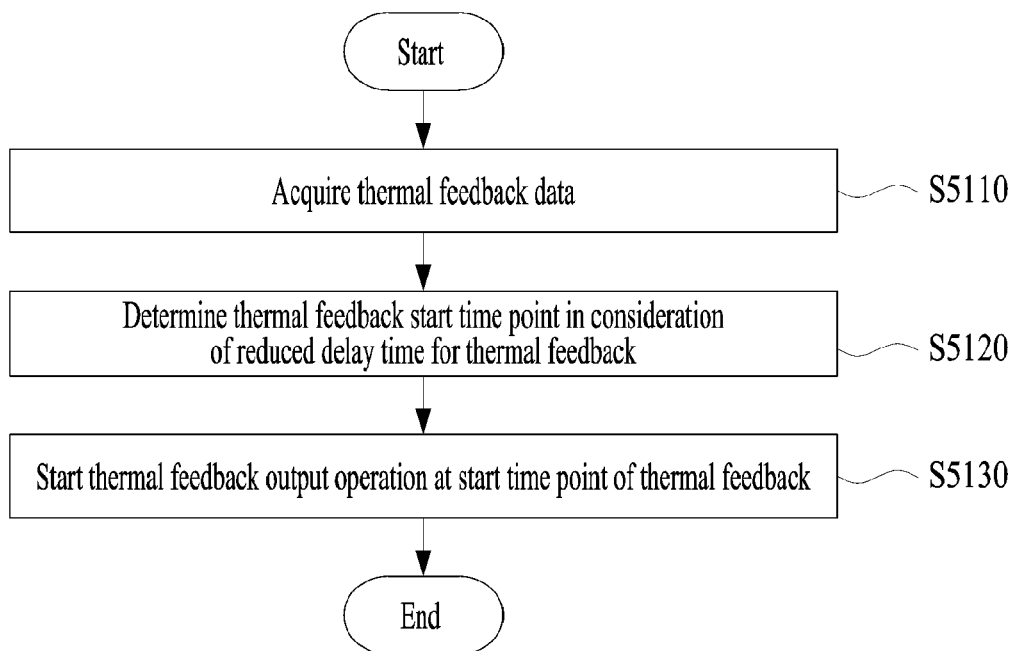 Start
Acquire thermal feedback data
S5110
Determine thermal feedback start time point in consideration
of reduced delay time for thermal feedback
S5120
Start thermal feedback output operation at start time point of thermal feedback
S5130
End